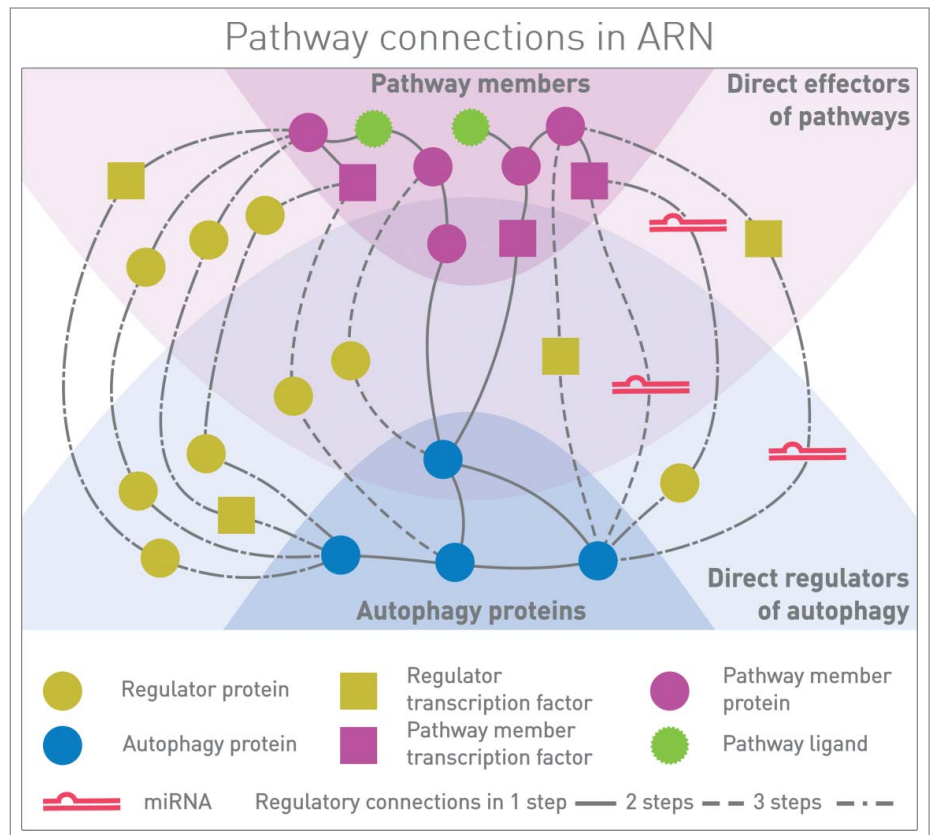 Pathway connections in ARN
Pathway members
Direct effectors
of pathways
Autophagy proteins
Direct regulators
of autophagy
Regulator protein
Regulator
transcription factor
Pathway member
protein
Autophagy protein
Pathway member
transcription factor
Pathway ligand
miRNA
Regulatory connections in 1 step
2 steps
3 steps